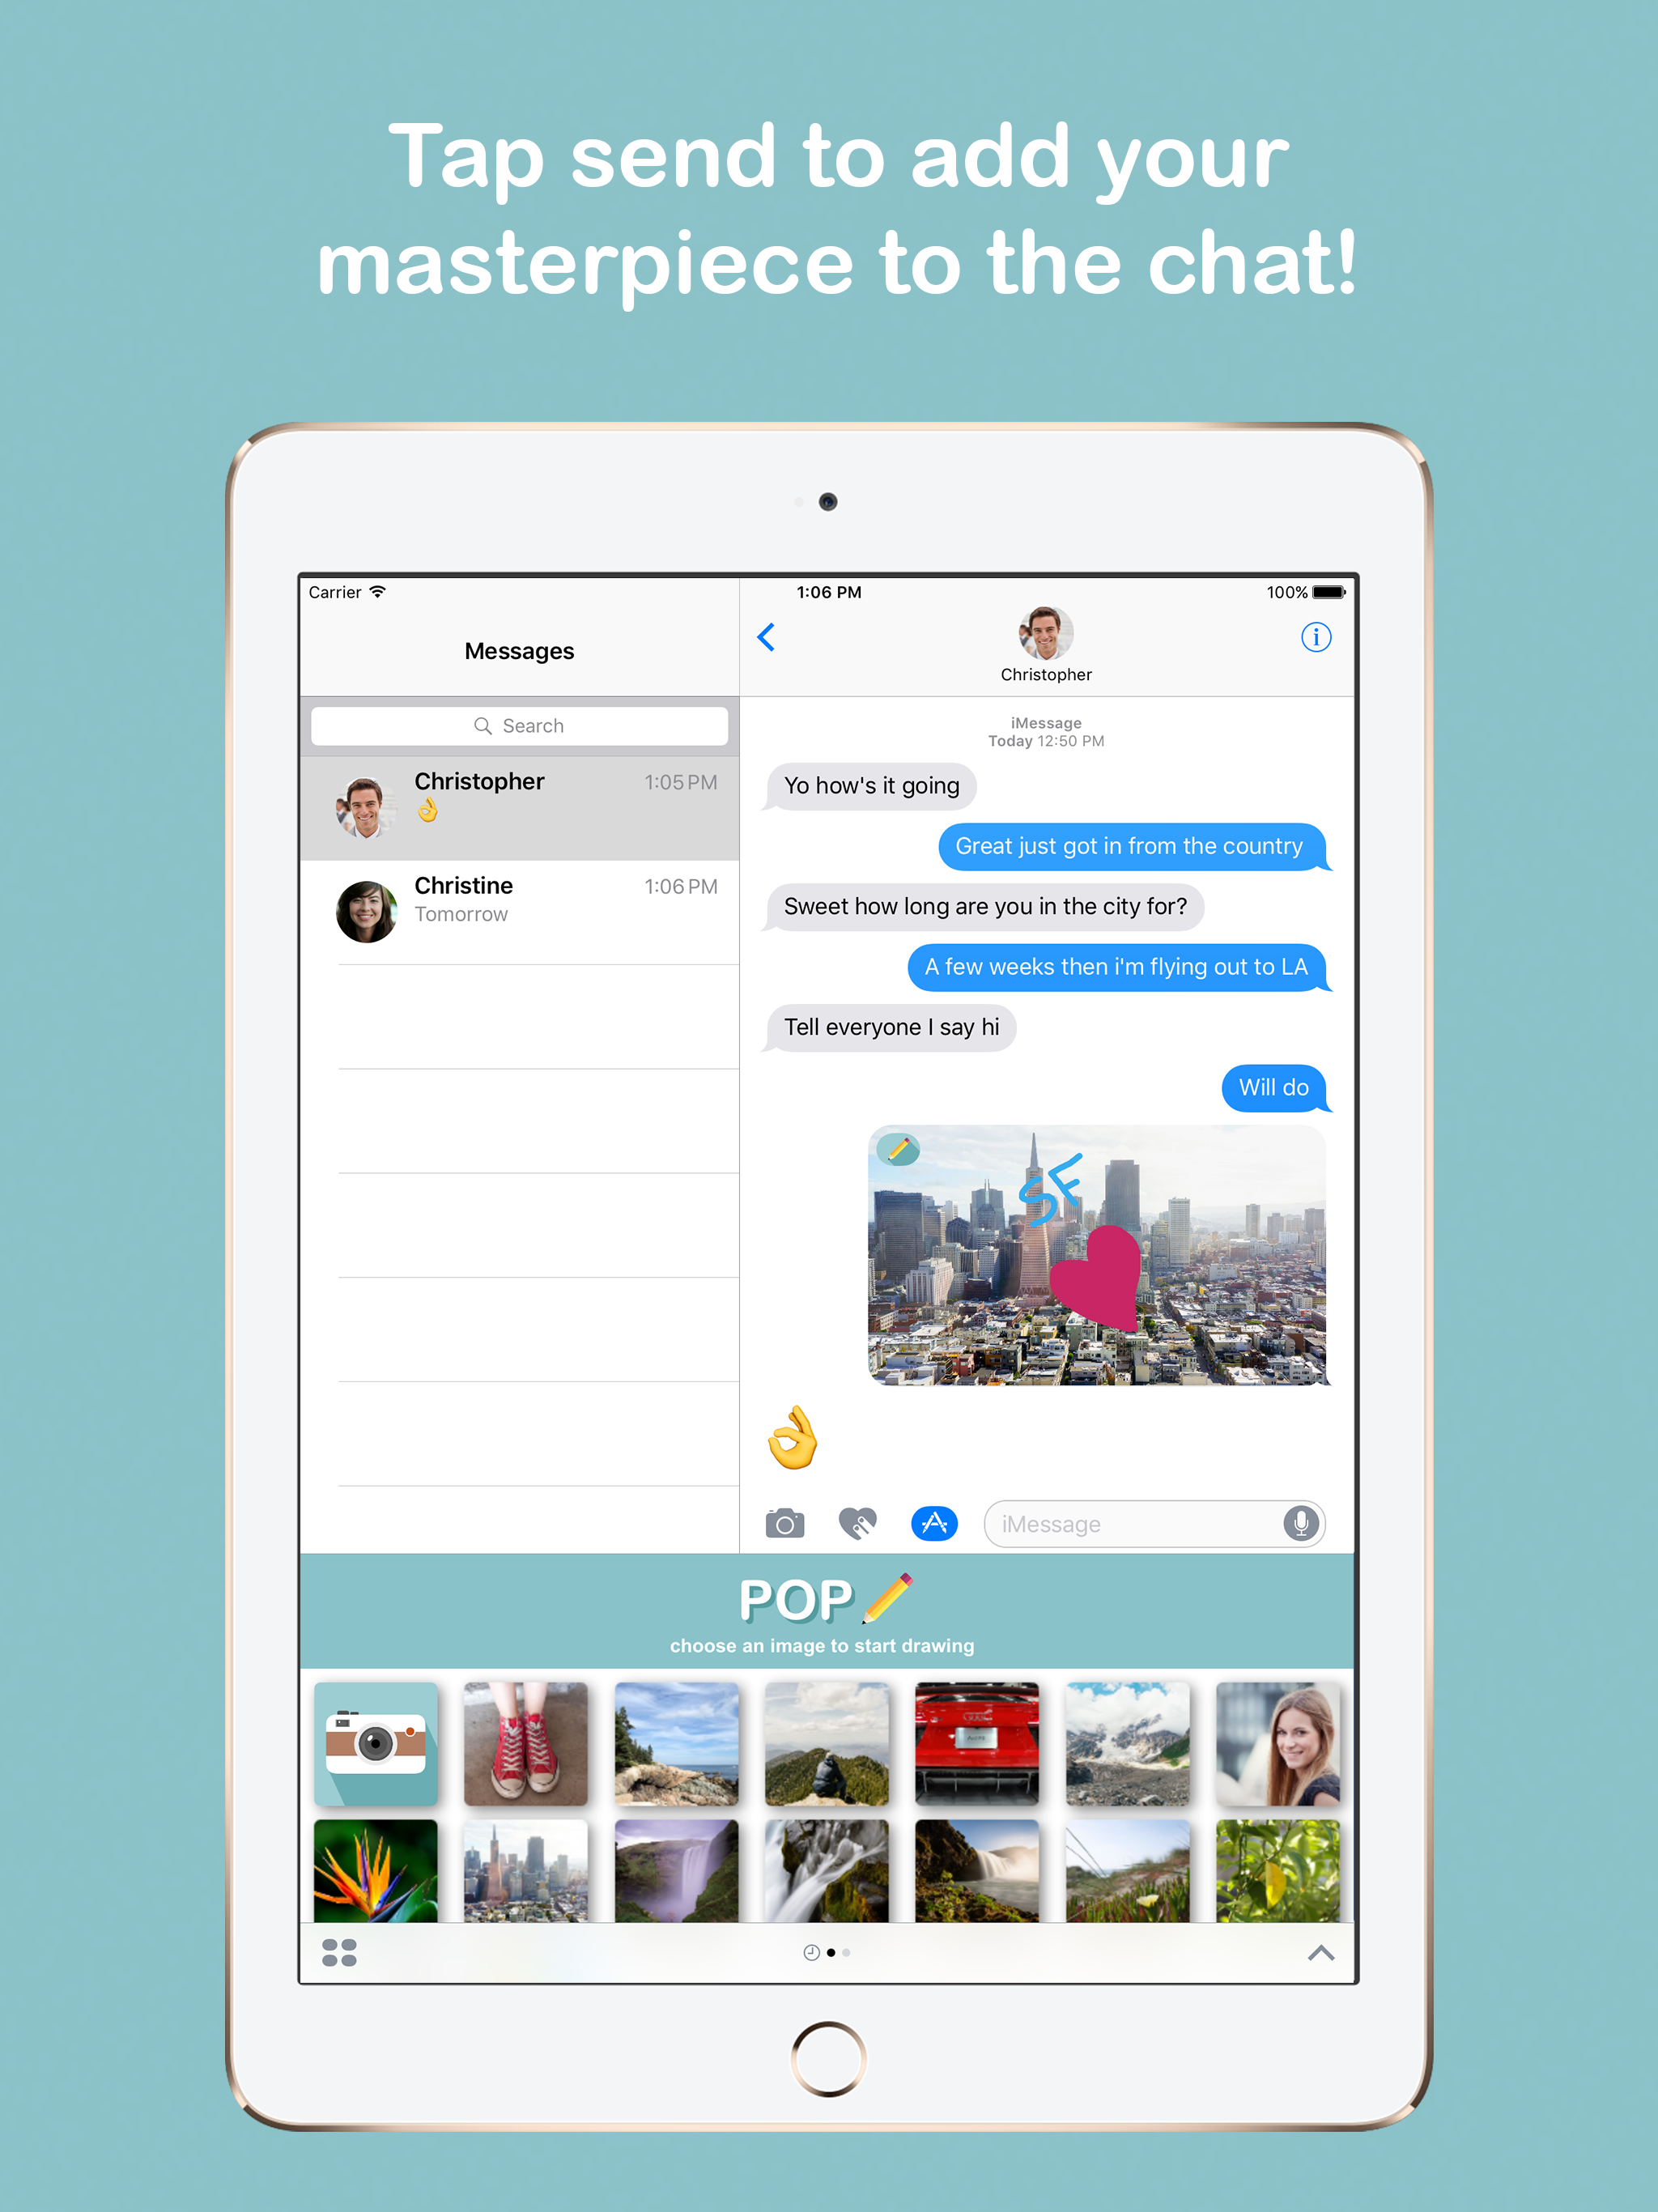 Tap send to add your
masterpiece to the chat!
Carrier
1:06 PM
100%
Messages
Christopher
Search
Christopher
1:05 PM
👌
Christine
1:06 PM
Tomorrow
iMessage
Today 12:50 PM
Yo how's it going
Great just got in from the country
Sweet how long are you in the city for?
A few weeks then i'm flying out to LA
Tell everyone I say hi
Will do
SF
👌
iMessage
POP
choose an image to start drawing